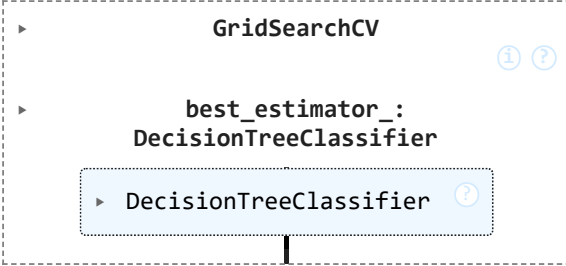 ▸ GridSearchCV
i ?
▸ best_estimator_:
DecisionTreeClassifier
▸ DecisionTreeClassifier ?